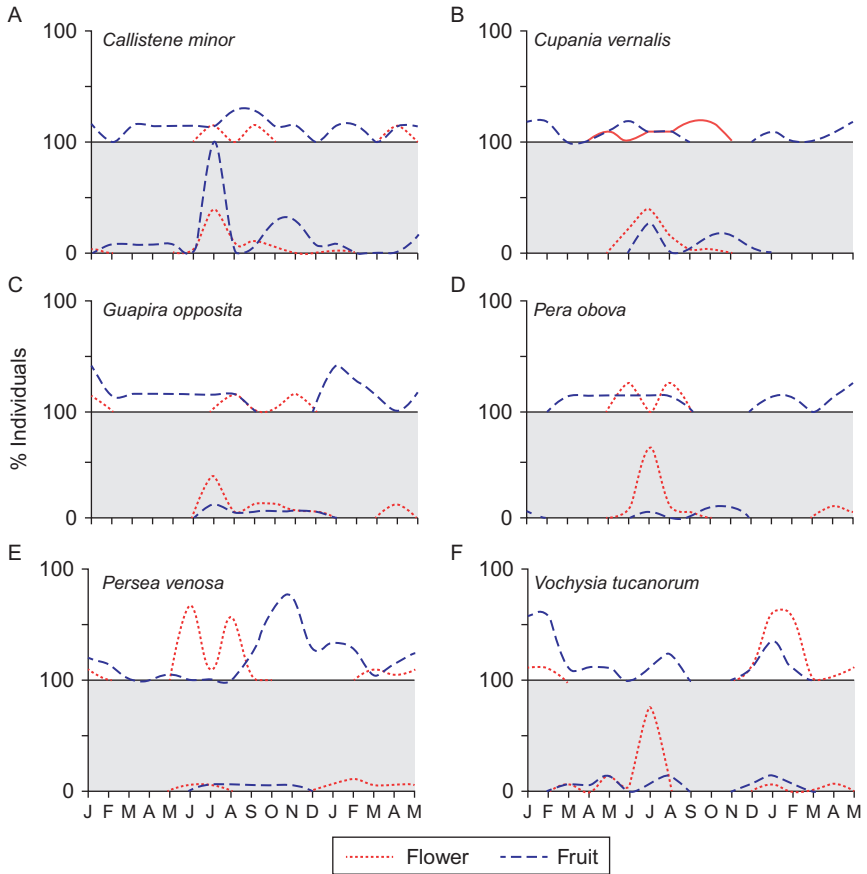 A
Callistene minor
100
100
0
J F M A M J J A S O N D J F M A M
B
Cupania vernalis
100
100
0
J F M A M J J A S O N D J F M A M
C
Guapira opposita
100
100
0
D
Pera obova
100
100
0
% Individuals
E
Persea venosa
100
100
0
J F M A M J J A S O N D J F M A M
F
Vochysia tucanorum
100
100
0
J F M A M J J A S O N D J F M A M
Flower Fruit